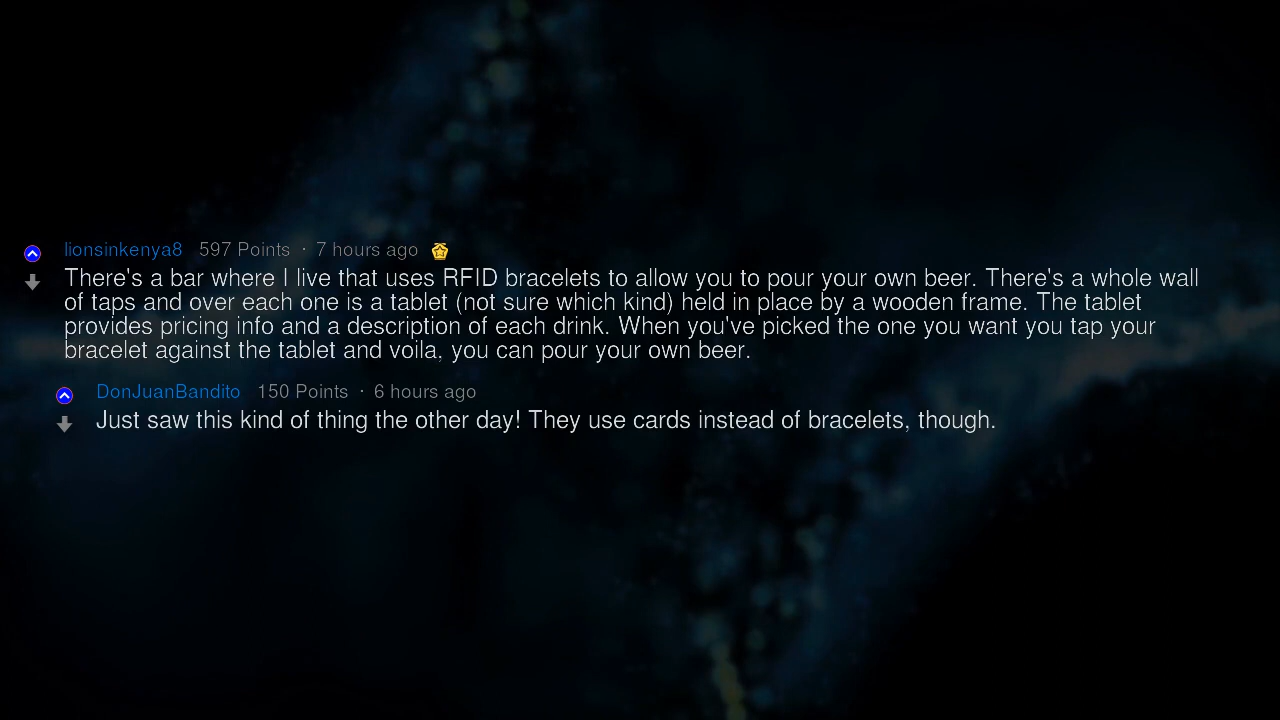 lionsinkenya8 597 Points · 7 hours ago
There's a bar where I live that uses RFID bracelets to allow you to pour your own beer. There's a whole wall
of taps and over each one is a tablet (not sure which kind) held in place by a wooden frame. The tablet
provides pricing info and a description of each drink. When you've picked the one you want you tap your
bracelet against the tablet and voila, you can pour your own beer.
DonJuanBandito 150 Points · 6 hours ago
Just saw this kind of thing the other day! They use cards instead of bracelets, though.